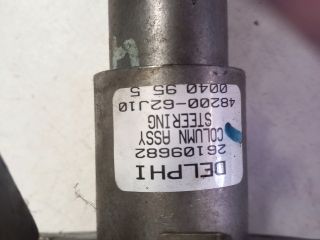 DELPHI
26109682
COLUMN ASSY
STEERING
48200-62J10
0040 95 5